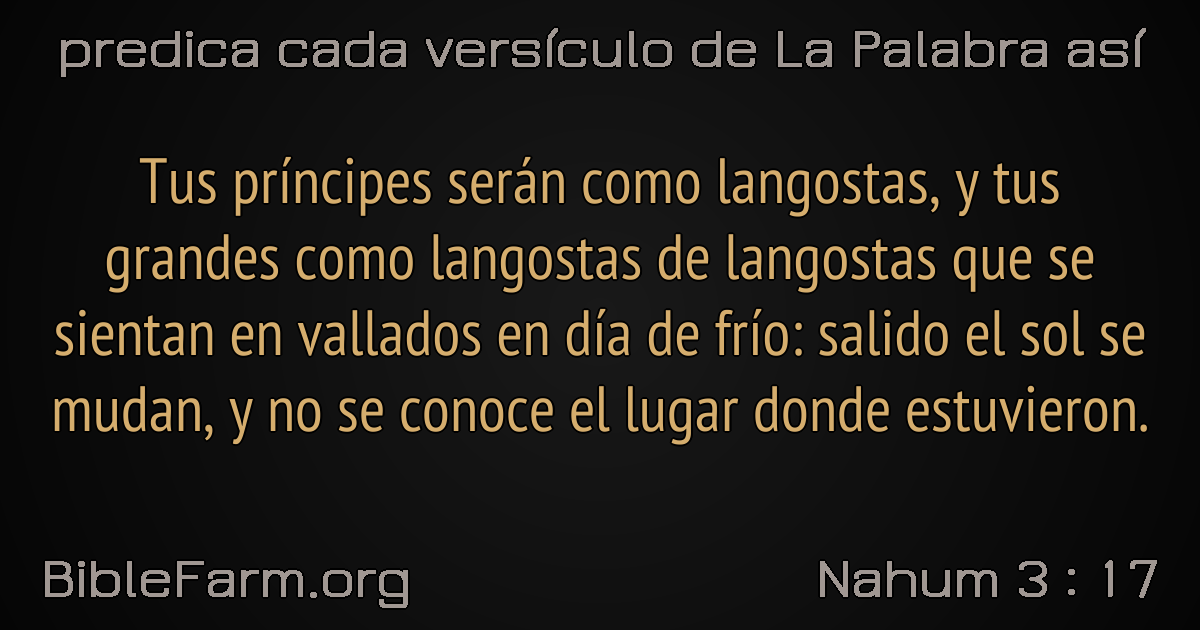 predica cada versículo de La Palabra así
Tus príncipes serán como langostas, y tus
grandes como langostas de langostas que se
sientan en vallados en día de frío: salido el sol se
mudan, y no se conoce el lugar donde estuvieron.
BibleFarm.org
Nahum 3 : 17